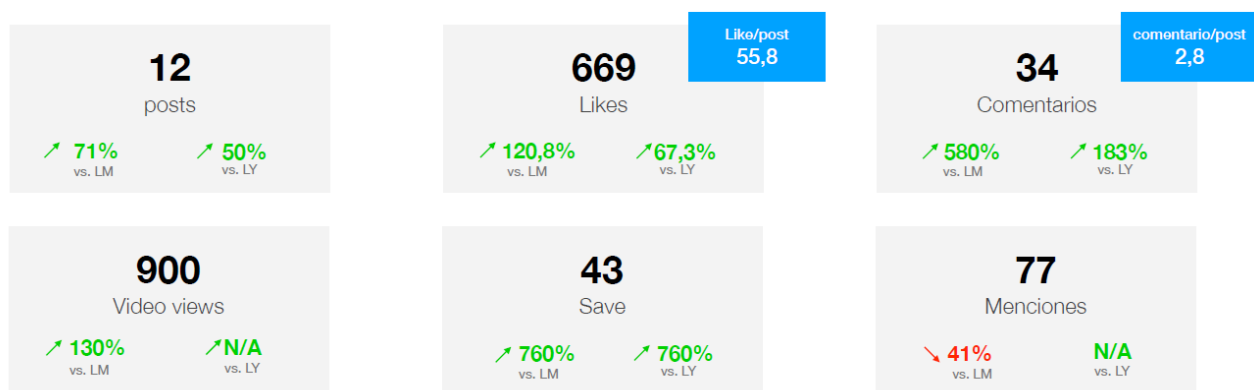 12
posts
71%
vs. LM
50%
vs. LY
Like/post
55,8
669
Likes
120,8%
vs. LM
67,3%
vs. LY
comentario/post
2,8
34
Comentarios
580%
vs. LM
183%
vs. LY
900
Video views
130%
vs. LM
N/A
vs. LY
43
Save
760%
vs. LM
760%
vs. LY
77
Menciones
41%
vs. LM
N/A
vs. LY